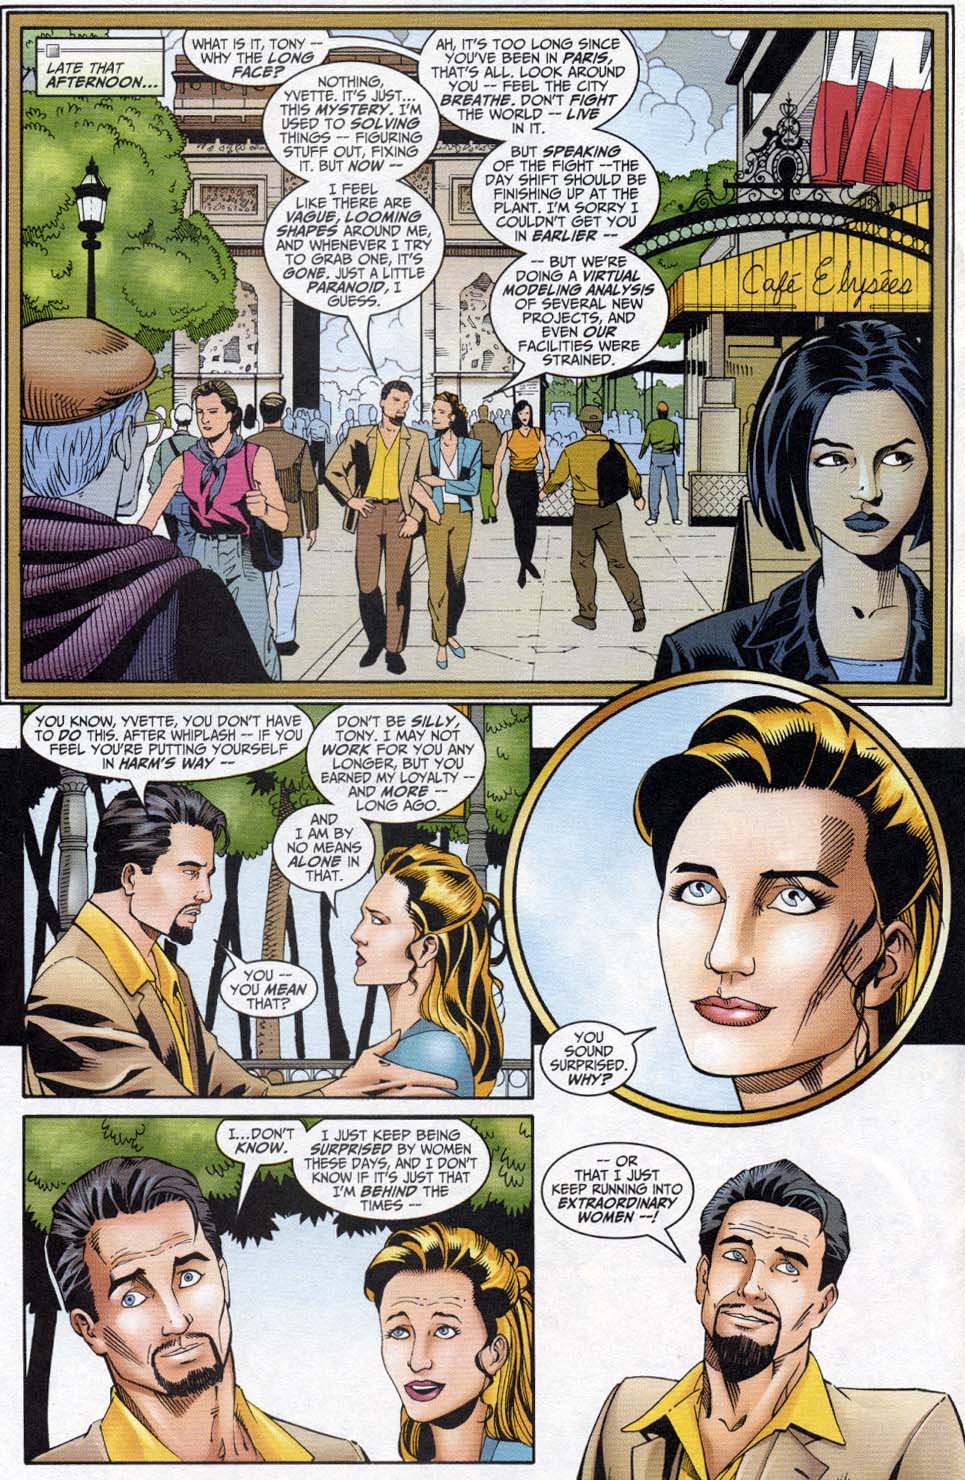 LATE THAT
AFTERNOON...
WHAT IS IT, TONY --
WHY THE LONG
FACE?
NOTHING,
YVETTE. IT'S JUST...
THIS MYSTERY. I'M
USED TO SOLVING
THINGS -- FIGURING
STUFF OUT, FIXING
IT. BUT NOW --
I FEEL
LIKE THERE ARE
VAGUE, LOOMING
SHAPES AROUND ME,
AND WHENEVER I TRY
TO GRAB ONE, IT'S
GONE. JUST A LITTLE
PARANOID, I
GUESS.
AH, IT'S TOO LONG SINCE
YOU'VE BEEN IN PARIS,
THAT'S ALL. LOOK AROUND
YOU -- FEEL THE CITY
BREATHE. DON'T FIGHT
THE WORLD -- LIVE
IN IT.
BUT SPEAKING
OF THE FIGHT --THE
DAY SHIFT SHOULD BE
FINISHING UP AT THE
PLANT. I'M SORRY I
COULDN'T GET YOU
IN EARLIER --
-- BUT WE'RE
DOING A VIRTUAL
MODELING ANALYSIS
OF SEVERAL NEW
PROJECTS, AND
EVEN OUR
FACILITIES WERE
STRAINED.
Café Elysées
YOU KNOW, YVETTE, YOU DON'T HAVE
TO DO THIS. AFTER WHIPLASH -- IF YOU
FEEL YOU'RE PUTTING YOURSELF
IN HARM'S WAY --
DON'T BE SILLY,
TONY. I MAY NOT
WORK FOR YOU ANY
LONGER, BUT YOU
EARNED MY LOYALTY --
AND MORE --
LONG AGO.
AND
I AM BY
NO MEANS
ALONE IN
THAT.
YOU --
YOU MEAN
THAT?
YOU
SOUND
SURPRISED.
WHY?
I...DON'T
KNOW.
I JUST KEEP BEING
SURPRISED BY WOMEN
THESE DAYS, AND I DON'T
KNOW IF IT'S JUST THAT
I'M BEHIND THE
TIMES --
-- OR
THAT I JUST
KEEP RUNNING INTO
EXTRAORDINARY
WOMEN --!